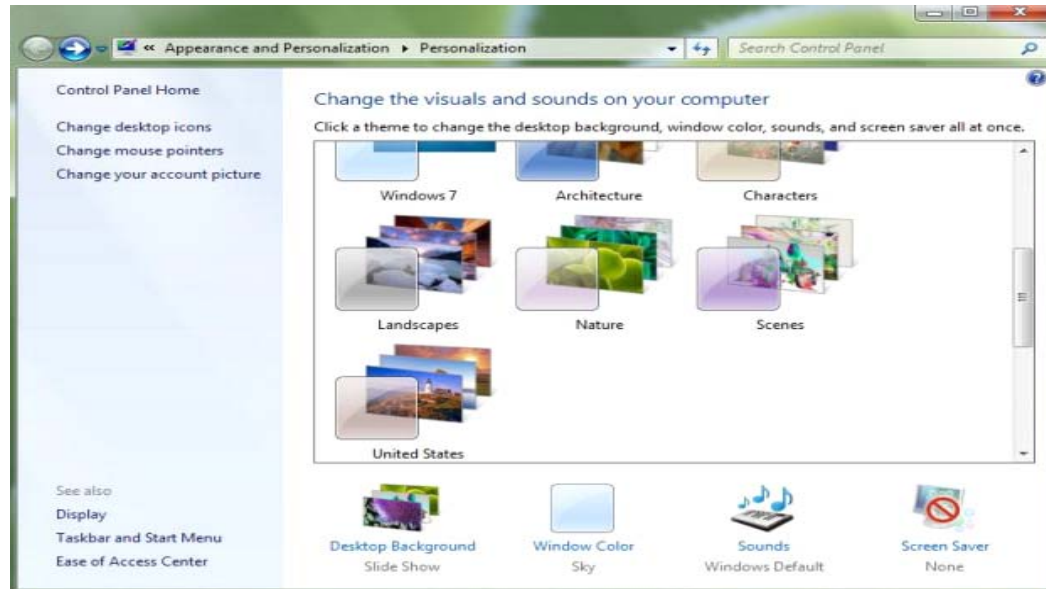 « Appearance and Personalization ▸ Personalization
Search Control Panel
Control Panel Home
Change desktop icons
Change mouse pointers
Change your account picture
See also
Display
Taskbar and Start Menu
Ease of Access Center
Change the visuals and sounds on your computer
Click a theme to change the desktop background, window color, sounds, and screen saver all at once.
Windows 7 Architecture Characters
Landscapes Nature Scenes
United States
Desktop Background Window Color Sounds Screen Saver
Slide Show Sky Windows Default None